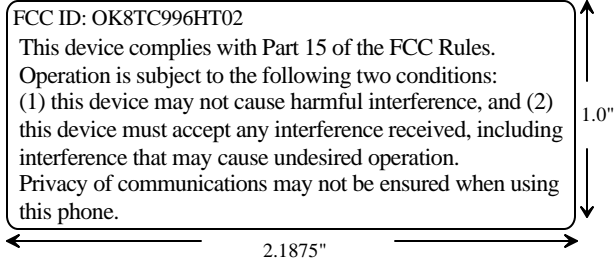 FCC ID: OK8TC996HT02
This device complies with Part 15 of the FCC Rules.
Operation is subject to the following two conditions:
(1) this device may not cause harmful interference, and (2)
this device must accept any interference received, including
interference that may cause undesired operation.
Privacy of communications may not be ensured when using
this phone.
1.0"
2.1875"